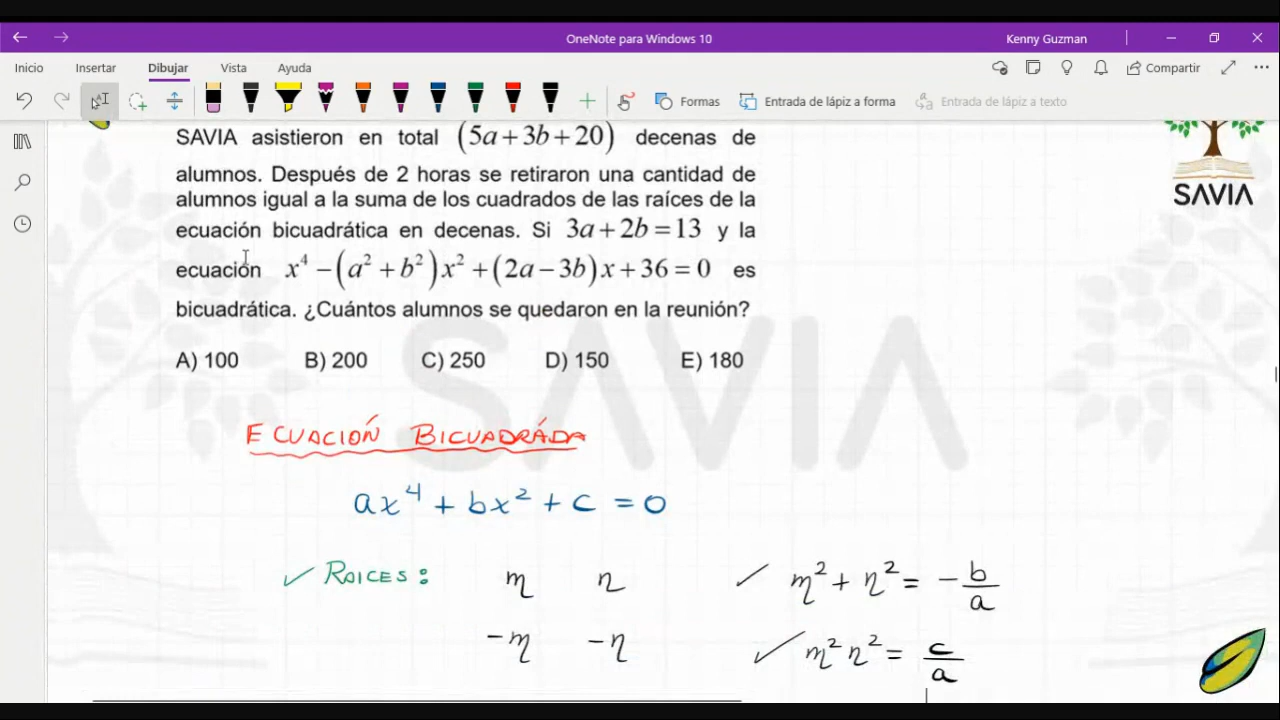 OneNote para Windows 10
Kenny Guzman
Inicio Insertar Dibujar Vista Ayuda
Compartir
Formas Entrada de lápiz a forma Entrada de lápiz a texto
SAVIA asistieron en total (5a+3b+20) decenas de
alumnos. Después de 2 horas se retiraron una cantidad de
alumnos igual a la suma de los cuadrados de las raíces de la
ecuación bicuadrática en decenas. Si 3a+2b=13 y la
ecuación x⁴−(a²+b²)x²+(2a−3b)x+36=0 es
bicuadrática. ¿Cuántos alumnos se quedaron en la reunión?
A) 100 B) 200 C) 250 D) 150 E) 180
SAVIA
SAVIA
ECUACIÓN BICUADRÁDA
ax⁴ + bx² + c = 0
✓ RAICES: m n ✓ m² + n² = −b/a
−m −n ✓ m² n² = c/a